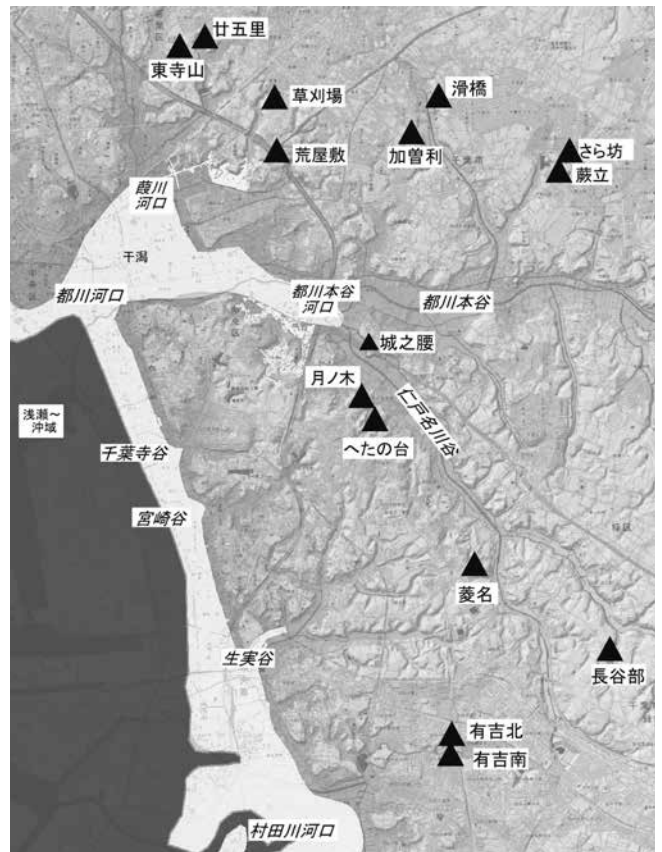 廿五里
東寺山
草刈場
滑橋
荒屋敷
加曽利
さら坊
蕨立
葭川
河口
干潟
都川河口
都川本谷
河口
都川本谷
城之腰
月ノ木
へたの台
仁戸名川谷
浅瀬~
沖域
千葉寺谷
宮崎谷
菱名
生実谷
長谷部
有吉北
有吉南
村田川河口